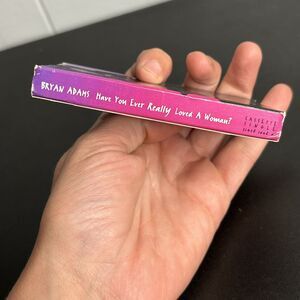 BRYAN ADAMS Have You Ever Really Loved A Woman?
CASSETTE
SINGLE